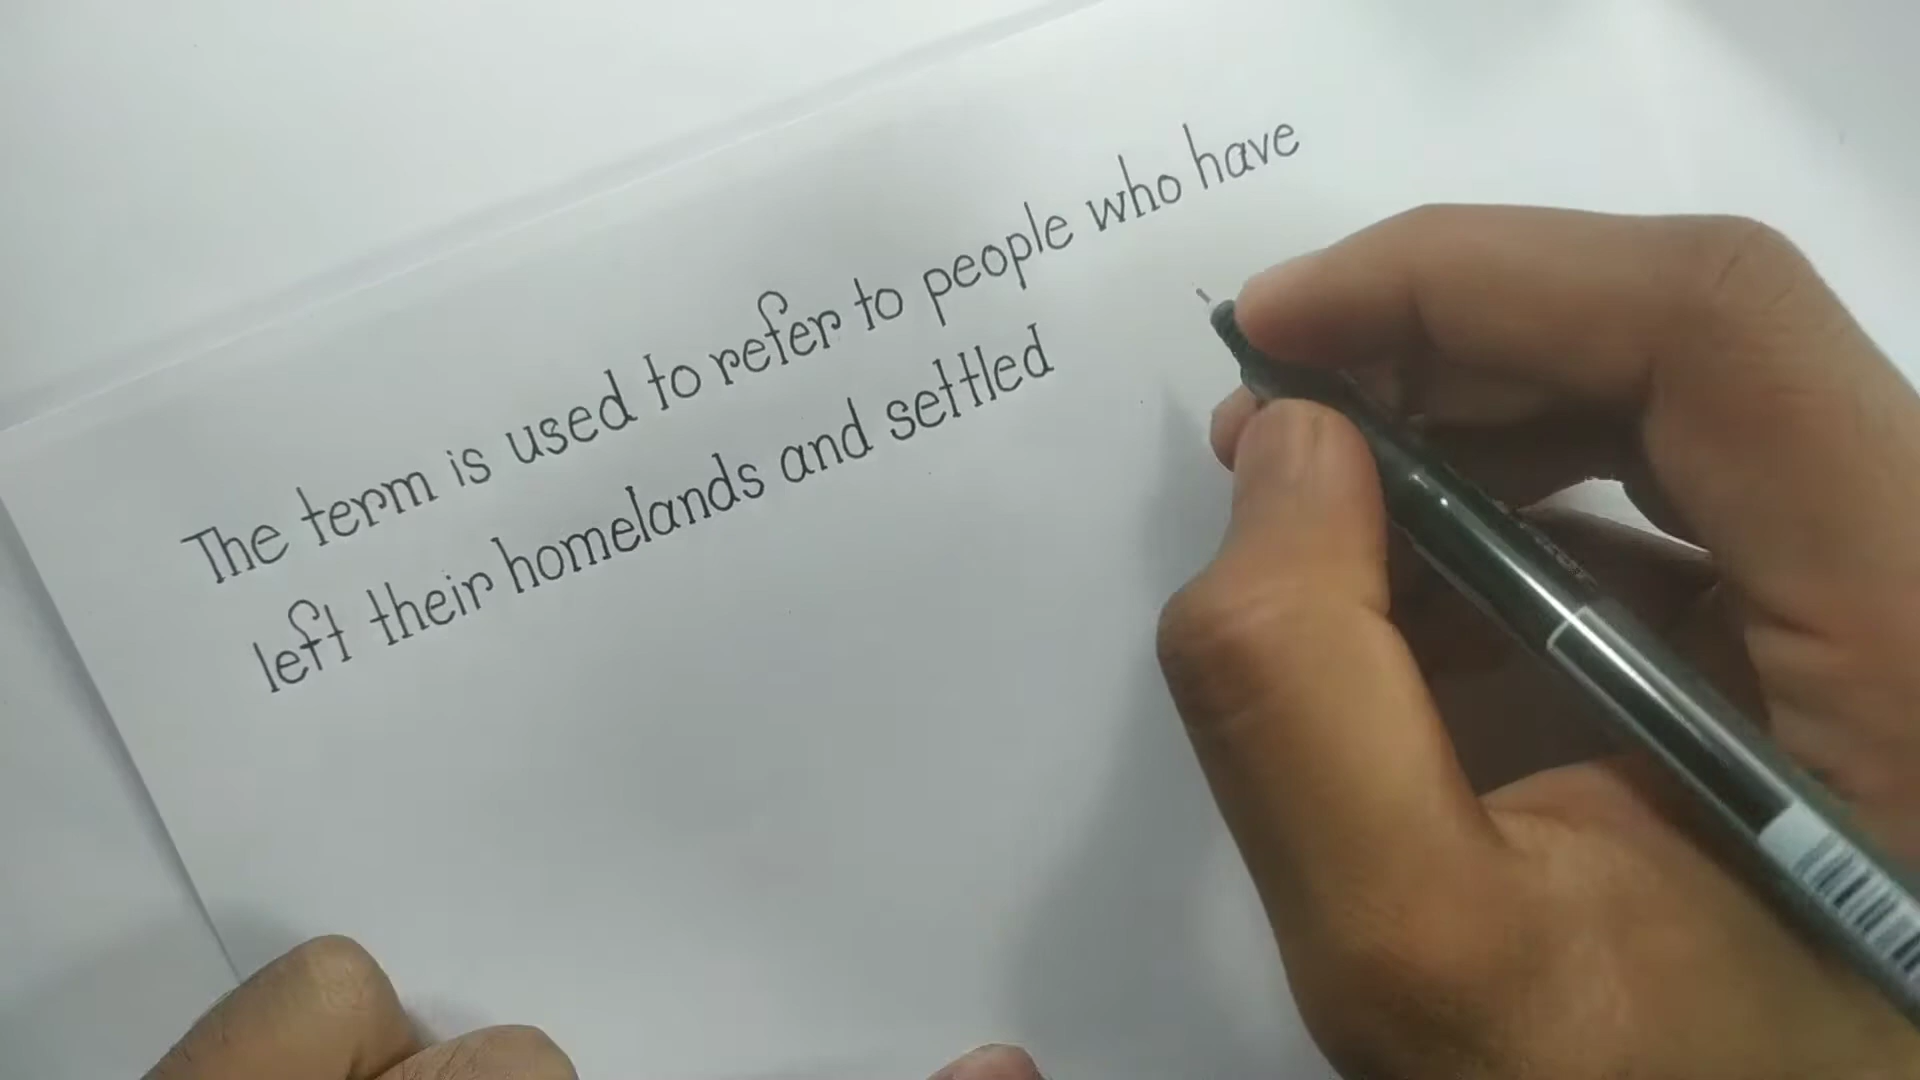 The term is used to refer to people who have
left their homelands and settled